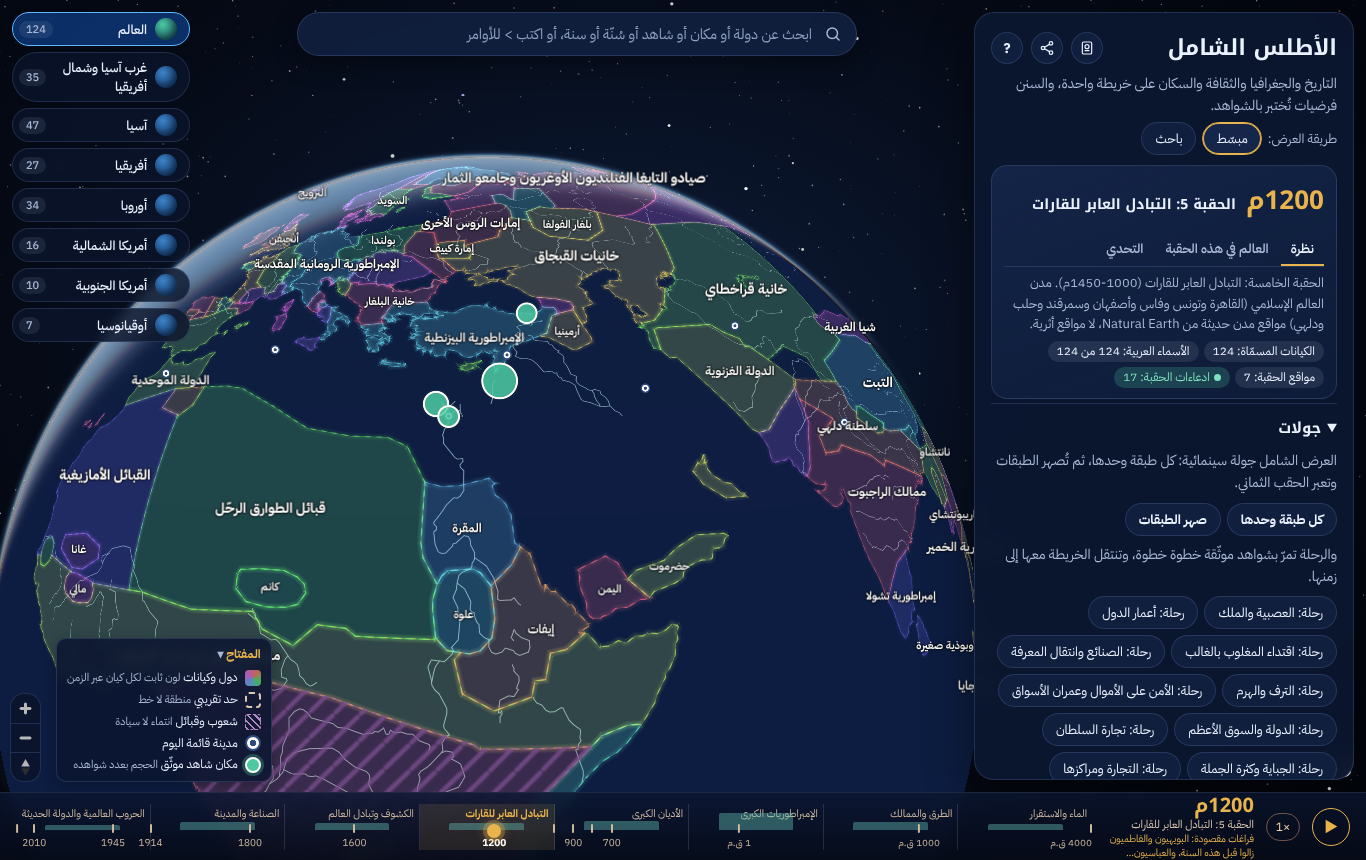 الأطلس الشامل
?
التاريخ والجغرافيا والثقافة والسكان على خريطة واحدة، والسنن
فرضيات تُختبر بالشواهد.
طريقة العرض: مبسّط باحث
1200م الحقبة 5: التبادل العابر للقارات
نظرة العالم في هذه الحقبة التحدي
الحقبة الخامسة: التبادل العابر للقارات (1000-1450م). مدن
العالم الإسلامي (القاهرة وتونس وفاس وأصفهان وسمرقند وحلب
ودلهي) مواقع مدن حديثة من Natural Earth، لا مواقع أثرية.
الكيانات المسمّاة: 124 الأسماء العربية: 124 من 124
مواقع الحقبة: 7 ادعاءات الحقبة: 17
▼ جولات
العرض الشامل جولة سينمائية: كل طبقة وحدها، ثم تُصهر الطبقات
وتعبر الحقب الثماني.
كل طبقة وحدها صهر الطبقات
والرحلة تمرّ بشواهد موثّقة خطوة خطوة، وتنتقل الخريطة معها إلى
زمنها.
رحلة: العصبية والملك رحلة: أعمار الدول
رحلة: اقتداء المغلوب بالغالب رحلة: الصنائع وانتقال المعرفة
رحلة: الترف والهرم رحلة: الأمن على الأموال وعمران الأسواق
رحلة: الدولة والسوق الأعظم رحلة: تجارة السلطان
رحلة: الجباية وكثرة الجملة رحلة: التجارة ومراكزها
ابحث عن دولة أو مكان أو شاهد أو سُنّة أو سنة، أو اكتب > للأوامر
العالم 124
غرب آسيا وشمال
أفريقيا 35
آسيا 47
أفريقيا 27
أوروبا 34
أمريكا الشمالية 16
أمريكا الجنوبية 10
أوقيانوسيا 7
صيادو التايغا الفنلنديون الأوغريون وجامعو الثمار
النرويج
السويد
إمارات الروس الأخرى
بلغار الفولغا
أنجيفن
بولندا
إمارة كييف
خانيات القبجاق
الإمبراطورية الرومانية المقدسة
خانية قراخطاي
خانية البلغار
شيا الغربية
أرمينيا
الإمبراطورية البيزنطية
الدولة الغزنوية
التبت
الدولة الموحدية
سلطنة دلهي
نانتشاو
القبائل الأمازيغية
ممالك الراجبوت
قبائل الطوارق الرحّل
المقرة
غانا
حضرموت
مالي
كانم
اليمن
إمبراطورية تشولا
علوة
إيفات
المفتاح ▼
دول وكيانات لون ثابت لكل كيان عبر الزمن
حد تقريبي منطقة لا خط
شعوب وقبائل انتماء لا سيادة
مدينة قائمة اليوم
مكان شاهد موثّق الحجم بعدد شواهده
+
−
1200م
الحقبة 5: التبادل العابر للقارات
فراغات مقصودة: البويهيون والفاطميون
زالوا قبل هذه السنة، والعباسيون...
1×
الماء والاستقرار
الطرق والممالك
الإمبراطوريات الكبرى
الأديان الكبرى
التبادل العابر للقارات
الكشوف وتبادل العالم
الصناعة والمدينة
الحروب العالمية والدولة الحديثة
4000 ق.م
1000 ق.م
1 ق.م
700
900
1200
1600
1800
1914
1945
2010